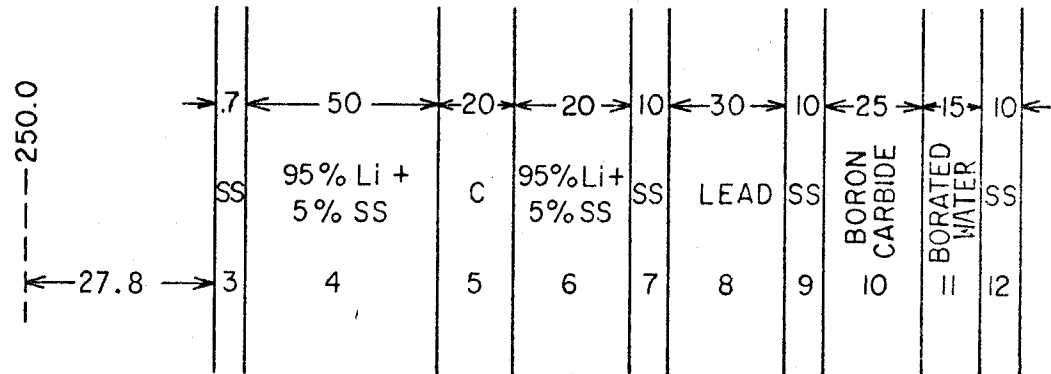 250.0
.7 50 20 20 10 30 10 25 15 10
SS
95% Li +
5% SS
C
95% Li +
5% SS
SS
LEAD
SS
BORON
CARBIDE
BORATED
WATER
SS
27.8 3 4 5 6 7 8 9 10 11 12